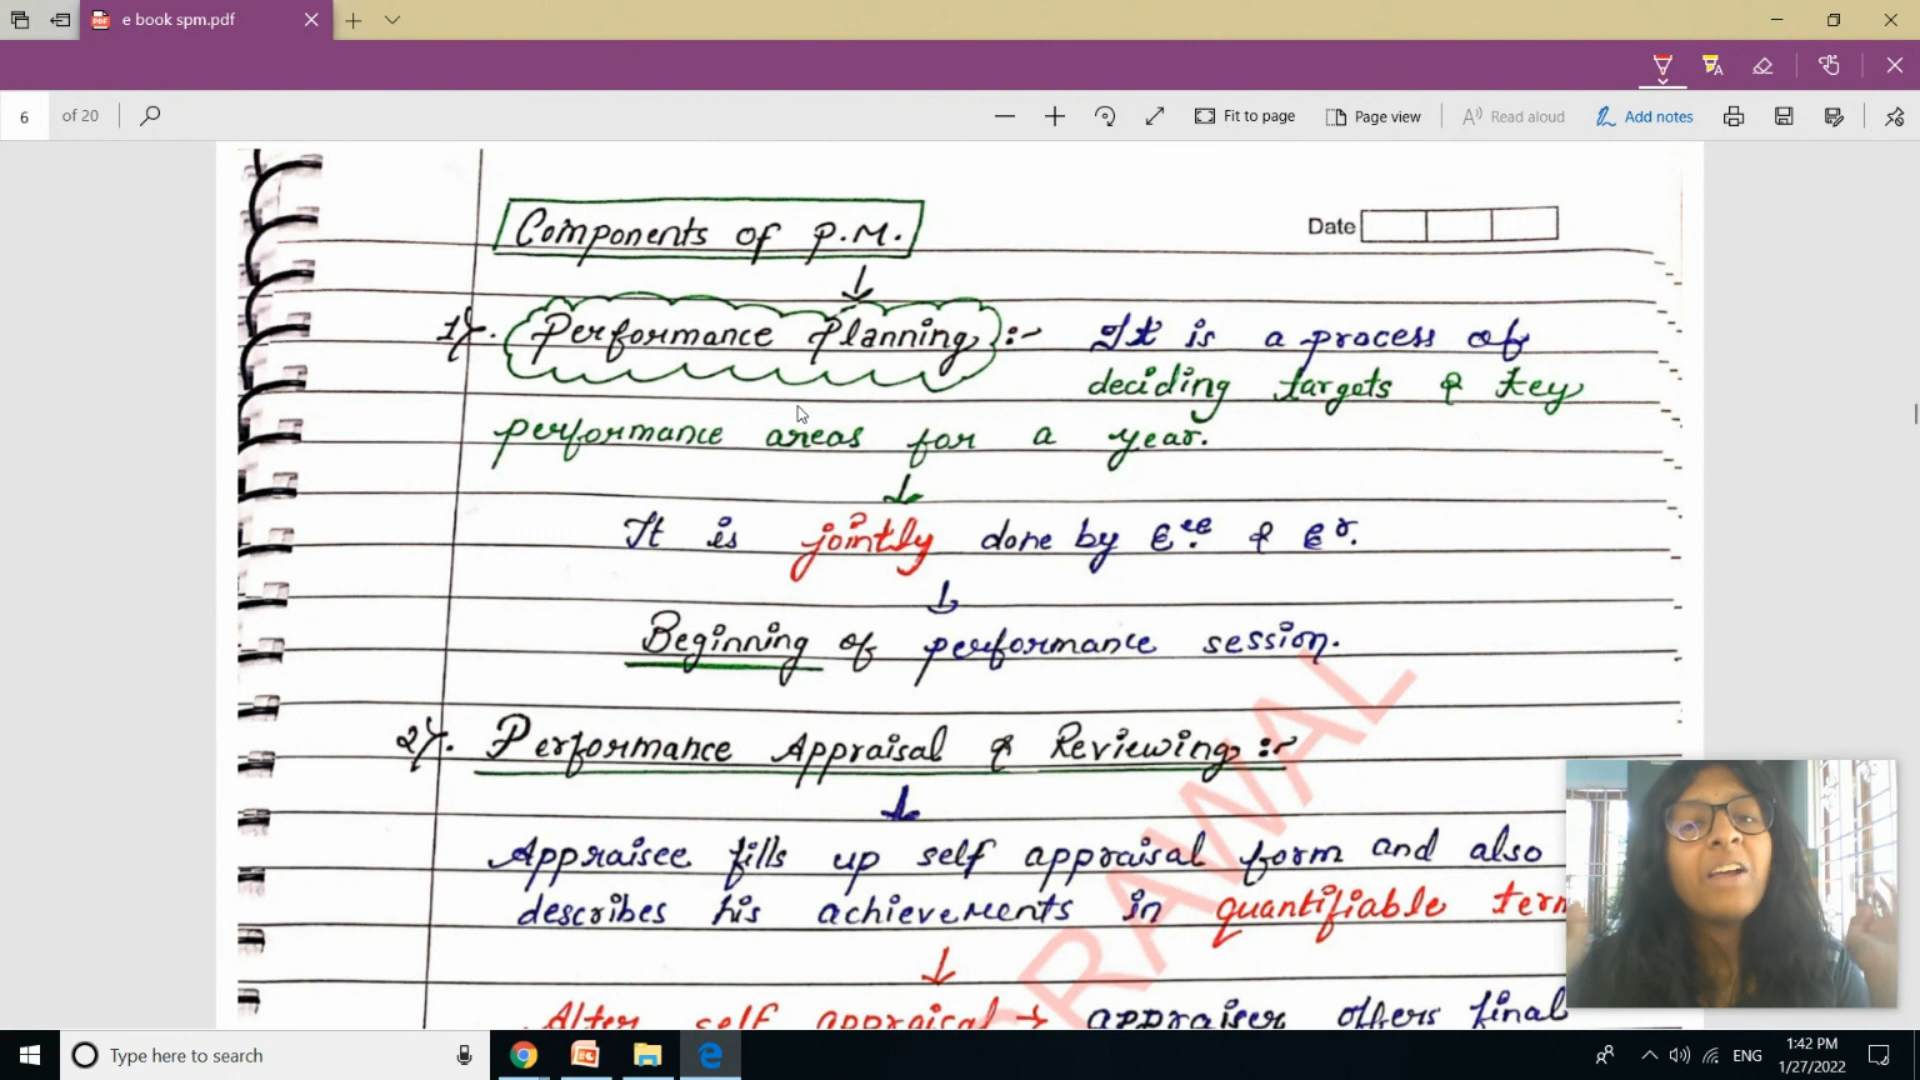 e book spm.pdf
6 of 20 Fit to page Page view Read aloud Add notes
Components of P.M.
Date
1). Performance Planning :- It is a process of
deciding targets & key
performance areas for a year.
It is jointly done by Eee & Er.
Beginning of performance session.
2). Performance Appraisal & Reviewing :-
Appraisee fills up self appraisal form and also
describes his achievements in quantifiable term
After self appraisal → appraiser offers final
RAWAL
Type here to search
ENG
1:42 PM
1/27/2022